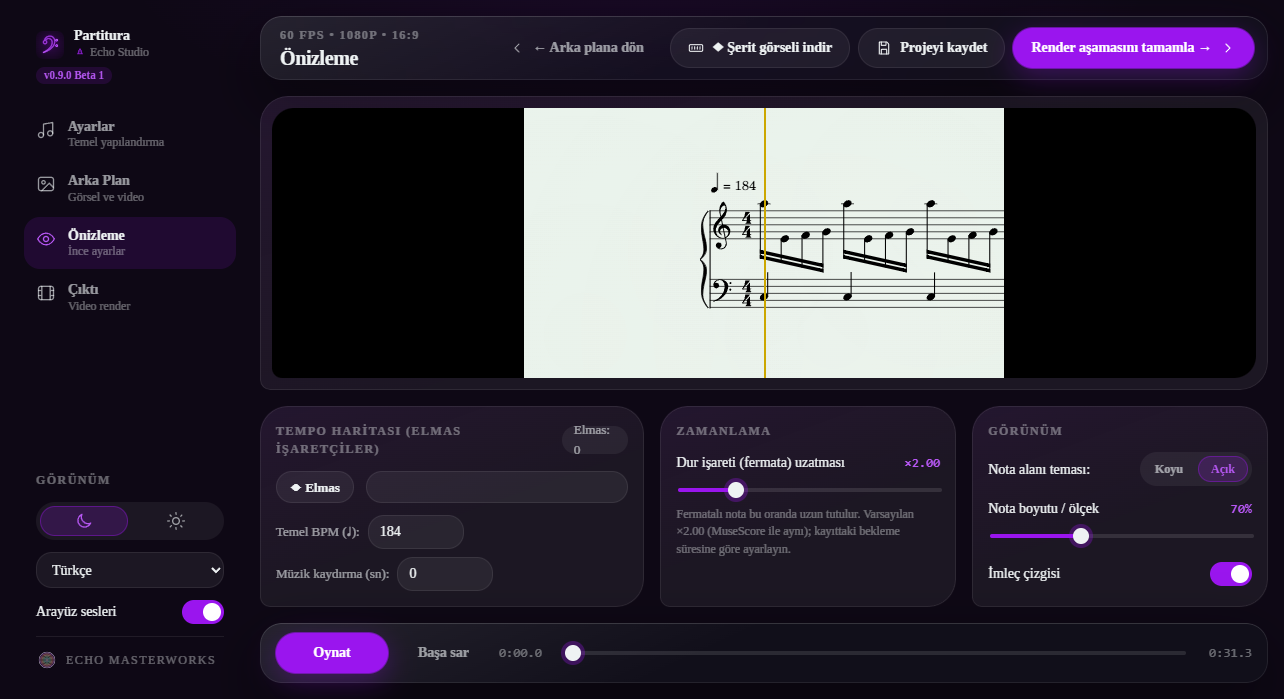 Partitura
Echo Studio
v0.9.0 Beta 1
Ayarlar
Temel yapılandırma
Arka Plan
Görsel ve video
Önizleme
İnce ayarlar
Çıktı
Video render
GÖRÜNÜM
Türkçe
Arayüz sesleri
ECHO MASTERWORKS
60 FPS • 1080P • 16:9
Önizleme
← Arka plana dön
◆ Şerit görseli indir
Projeyi kaydet
Render aşamasını tamamla →
♩ = 184
4
4
4
4
TEMPO HARİTASI (ELMAS
İŞARETÇİLER)
Elmas:
0
◆ Elmas
Temel BPM (♩):
184
Müzik kaydırma (sn):
0
ZAMANLAMA
Dur işareti (fermata) uzatması
×2.00
Fermatalı nota bu oranda uzun tutulur. Varsayılan
×2.00 (MuseScore ile aynı); kayıttaki bekleme
süresine göre ayarlayın.
GÖRÜNÜM
Nota alanı teması:
Koyu
Açık
Nota boyutu / ölçek
70%
İmleç çizgisi
Oynat
Başa sar
0:00.0
0:31.3